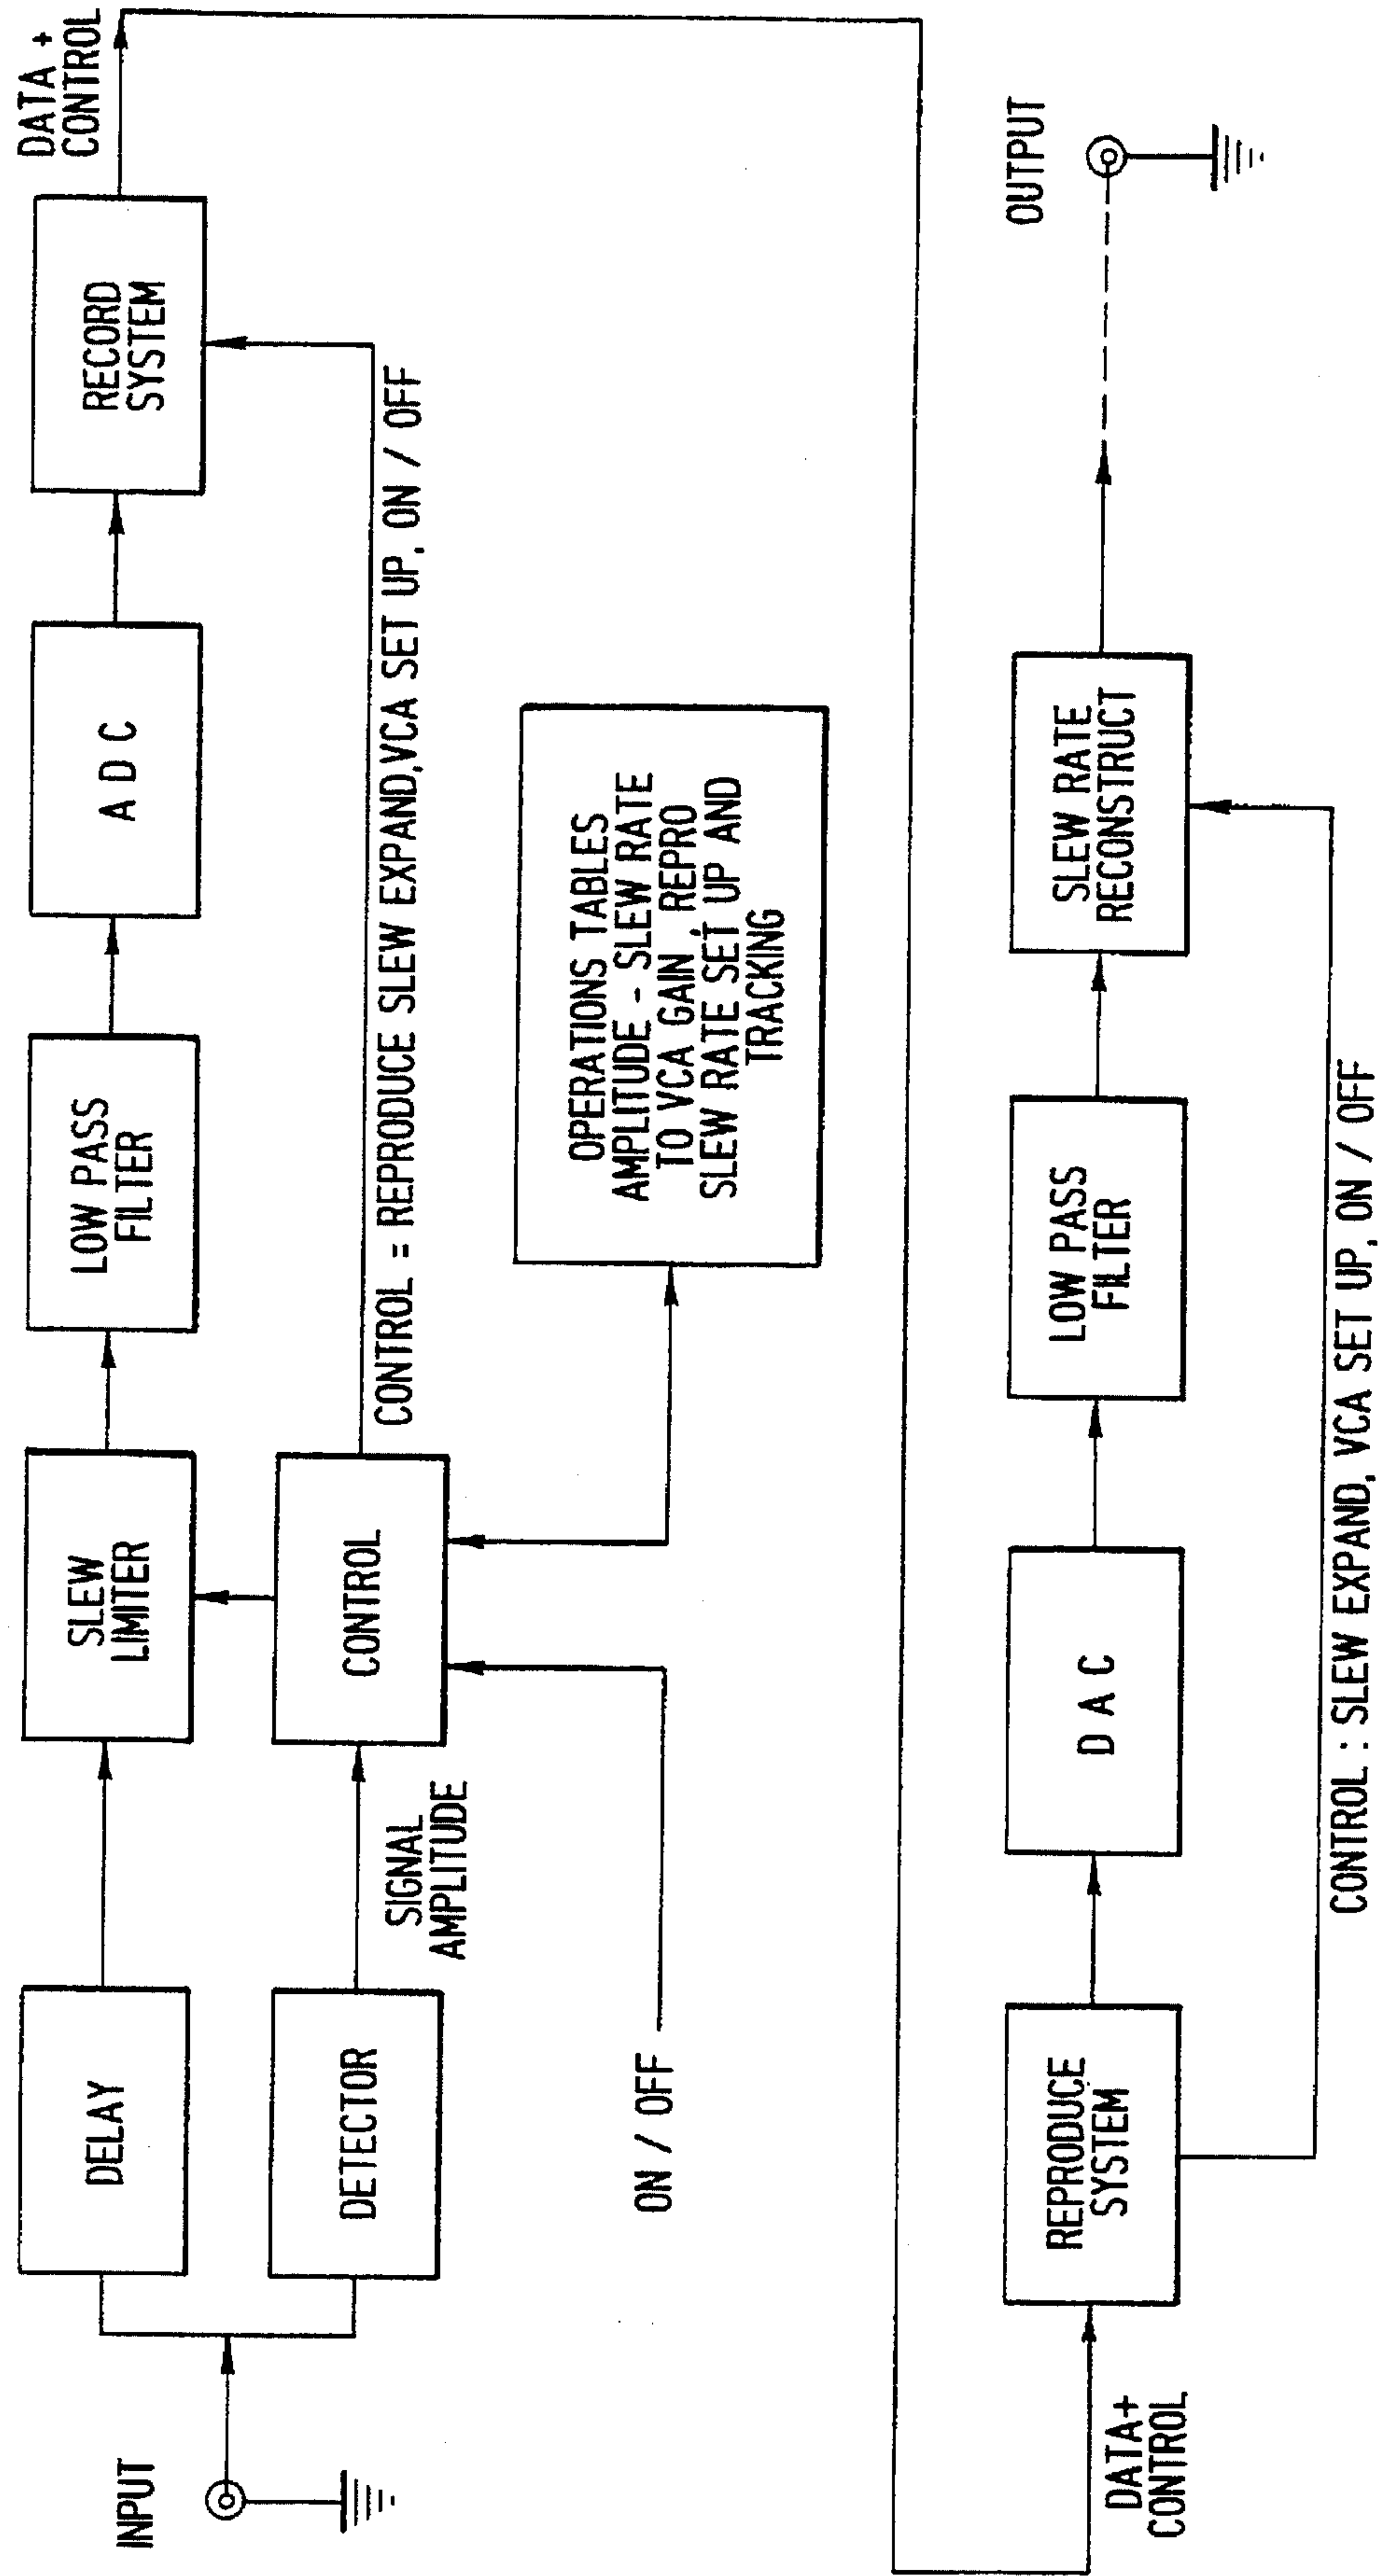 INPUT
DELAY
DETECTOR
SIGNAL
AMPLITUDE
ON / OFF
SLEW
LIMITER
CONTROL
LOW PASS
FILTER
A D C
RECORD
SYSTEM
DATA +
CONTROL
CONTROL = REPRODUCE SLEW EXPAND,VCA SET UP, ON / OFF
OPERATIONS TABLES
AMPLITUDE - SLEW RATE
TO VCA GAIN, REPRO
SLEW RATE SET UP AND
TRACKING
DATA+
CONTROL
REPRODUCE
SYSTEM
D A C
LOW PASS
FILTER
SLEW RATE
RECONSTRUCT
OUTPUT
CONTROL : SLEW EXPAND, VCA SET UP, ON / OFF